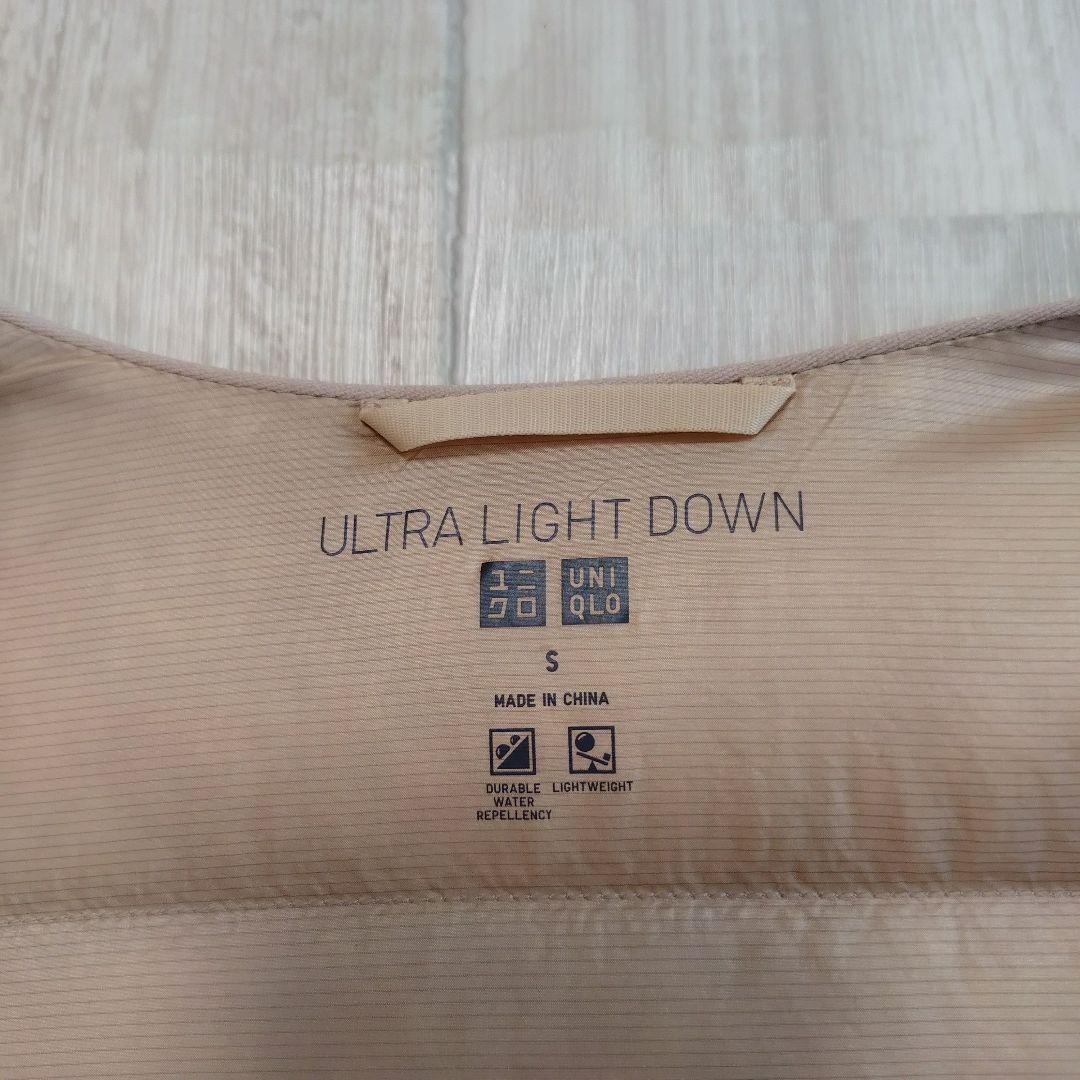 ULTRA LIGHT DOWN
ユニ
クロ
UNI
QLO
S
MADE IN CHINA
DURABLE
WATER
REPELLENCY
LIGHTWEIGHT